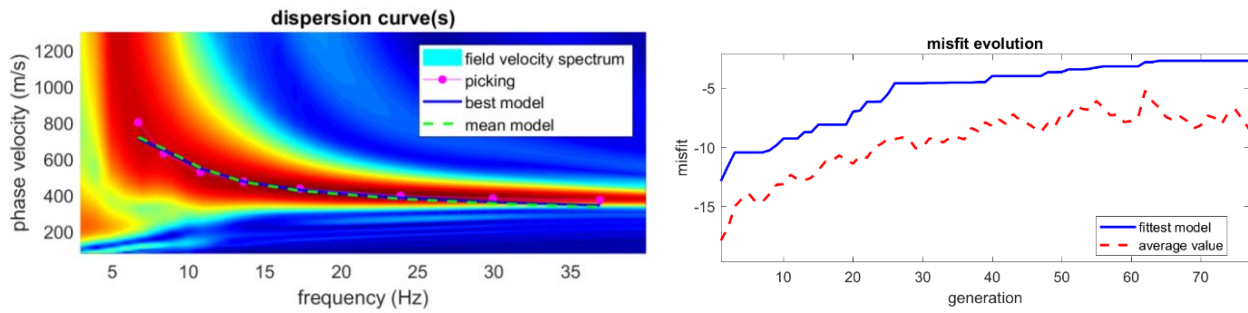 dispersion curve(s)
phase velocity (m/s)
1200
1000
800
600
400
200
field velocity spectrum
picking
best model
mean model
5 10 15 20 25 30 35
frequency (Hz)
misfit evolution
misfit
-5
-10
-15
fittest model
average value
10 20 30 40 50 60 70
generation